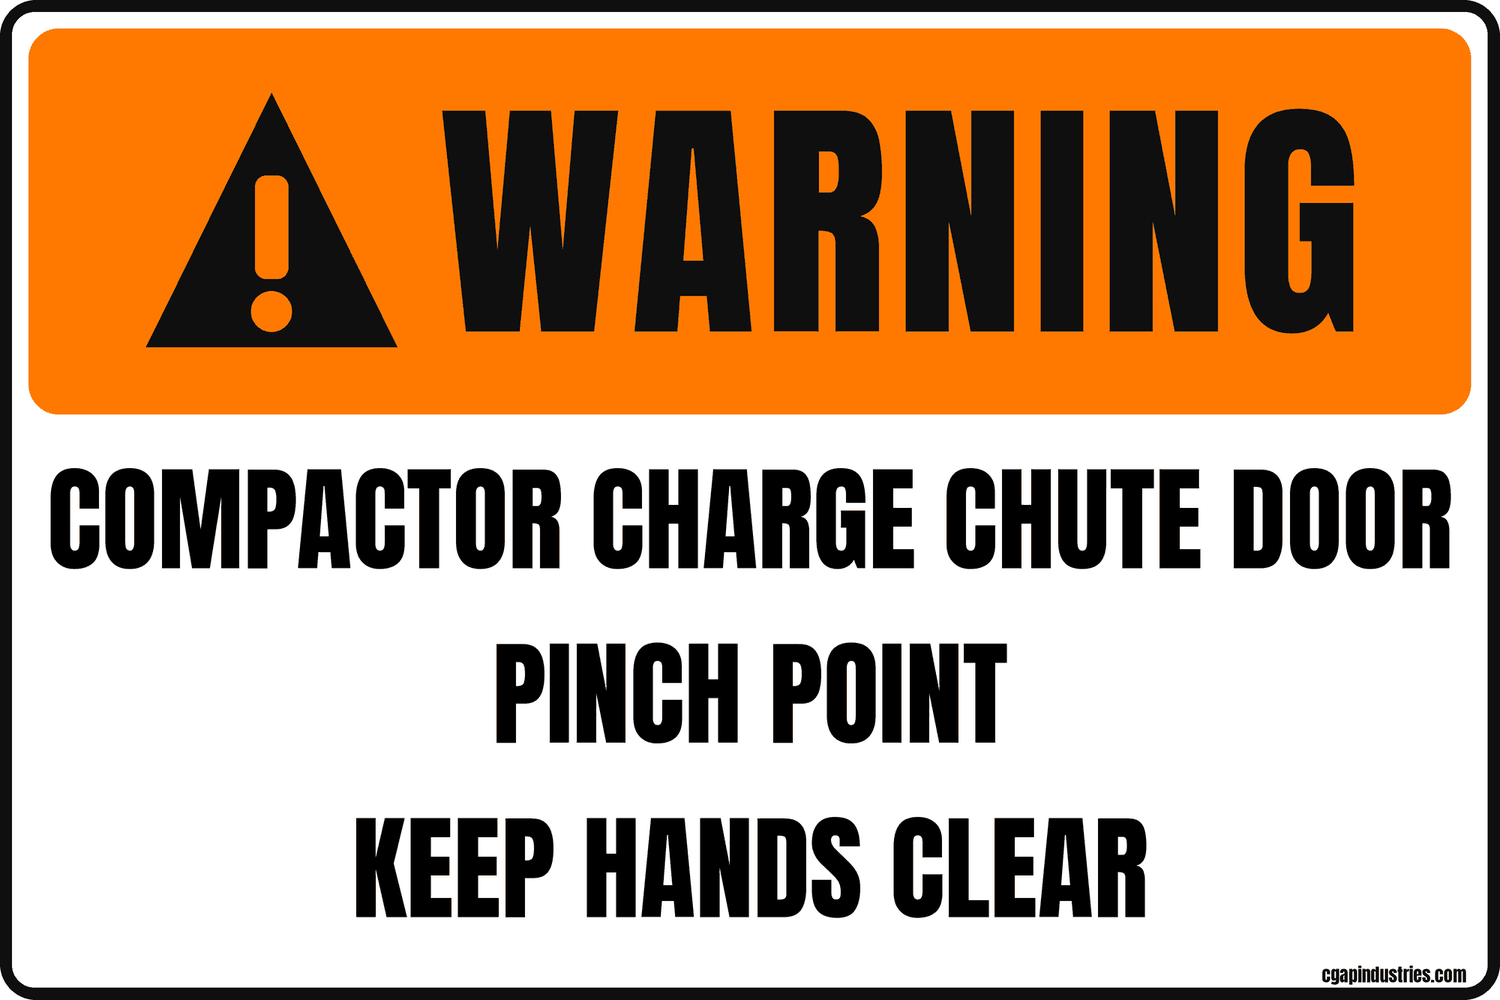 WARNING
COMPACTOR CHARGE CHUTE DOOR
PINCH POINT
KEEP HANDS CLEAR
cgapindustries.com